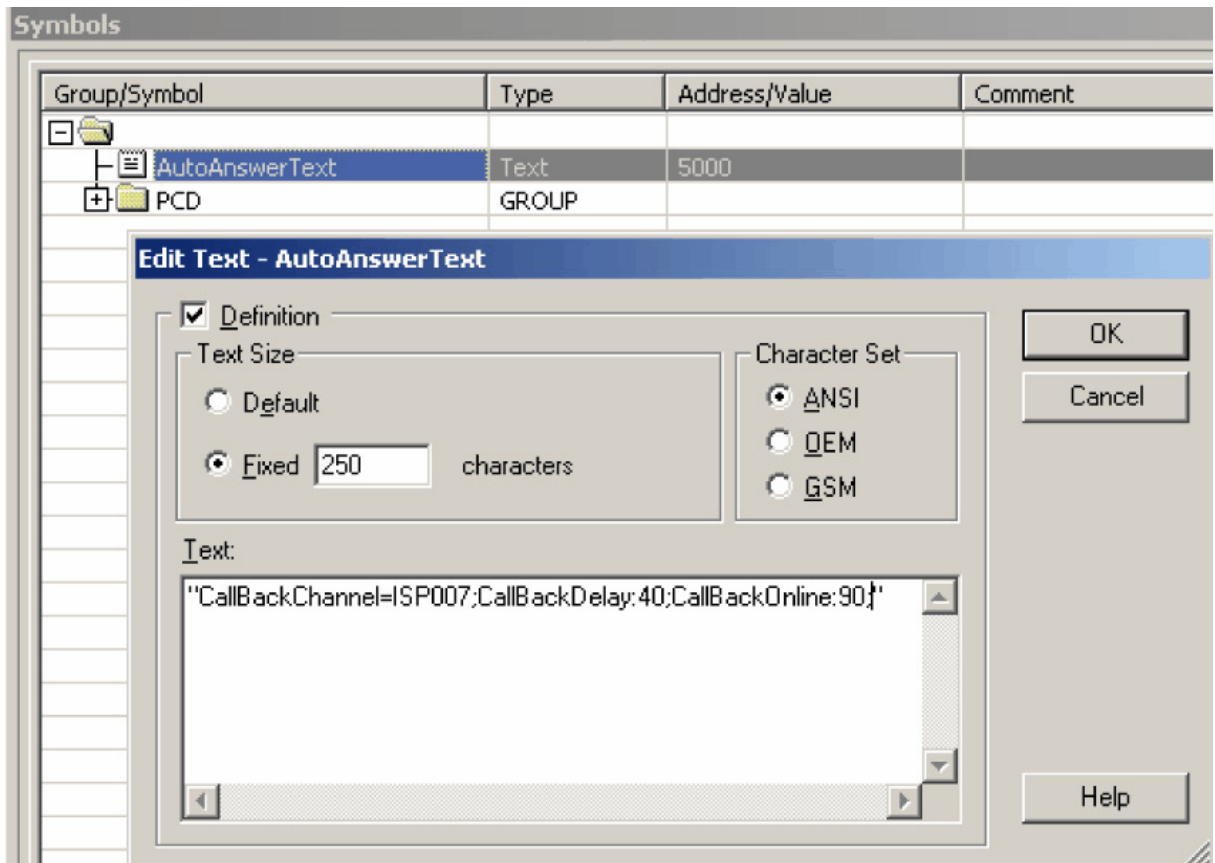 Symbols
Group/Symbol Type Address/Value Comment
AutoAnswerText Text 5000
PCD GROUP
Edit Text - AutoAnswerText
Definition
Text Size Character Set
Default ANSI
Fixed 250 characters OEM
GSM
OK
Cancel
Text:
"CallBackChannel=ISP007;CallBackDelay:40;CallBackOnline:90;"
Help